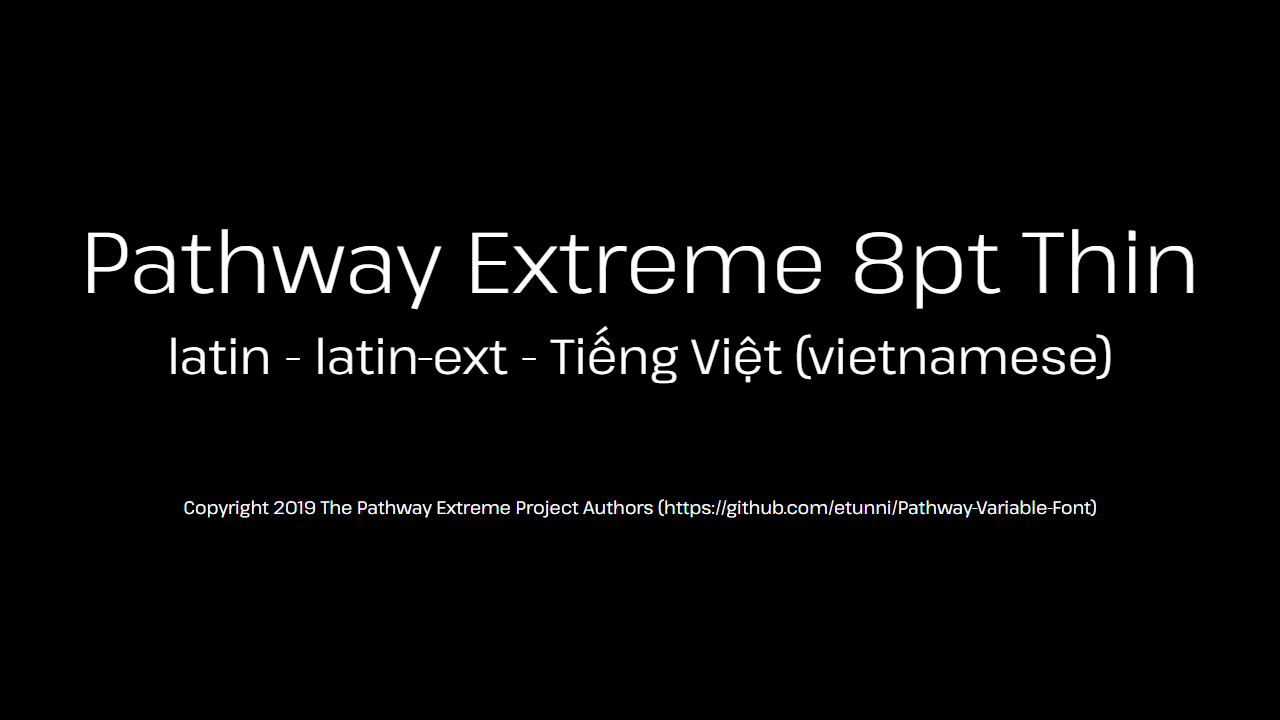 Pathway Extreme 8pt Thin
latin - latin-ext - Tiếng Việt (vietnamese)
Copyright 2019 The Pathway Extreme Project Authors (https://github.com/etunni/Pathway-Variable-Font)